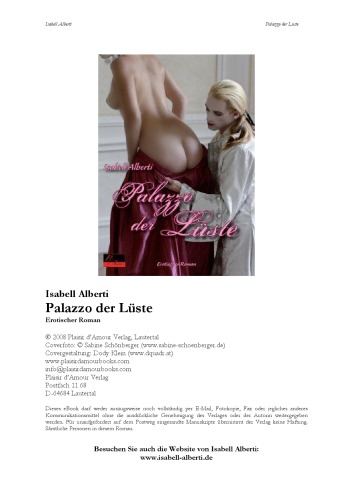 Isabell Alberti Palazzo der Lüste
Isabell Alberti
Palazzo
der Lüste
Erotischer Roman
Isabell Alberti
Palazzo der Lüste
Erotischer Roman
© 2008 Plaisir d'Amour Verlag, Lautertal
Coverfoto: © Sabine Schönberger (www.sabine-schoenberger.de)
Covergestaltung: Dody Klein (www.dquadr.at)
www.plaisirdamourbooks.com
info@plaisirdamourbooks.com
Plaisir d'Amour Verlag
Postfach 11 68
D-64684 Lautertal
Dieses eBook darf weder auszugsweise noch vollständig per E-Mail, Fotokopie, Fax oder jegliches anderes
Kommunikationsmittel ohne die ausdrückliche Genehmigung des Verlages oder der Autorin weitergegeben
werden. Für unaufgefordert auf dem Postweg eingesandte Manuskripte übernimmt der Verlag keine Haftung.
Sämtliche Personen in diesem Roman.
Besuchen Sie auch die Website von Isabell Alberti:
www.isabell-alberti.de